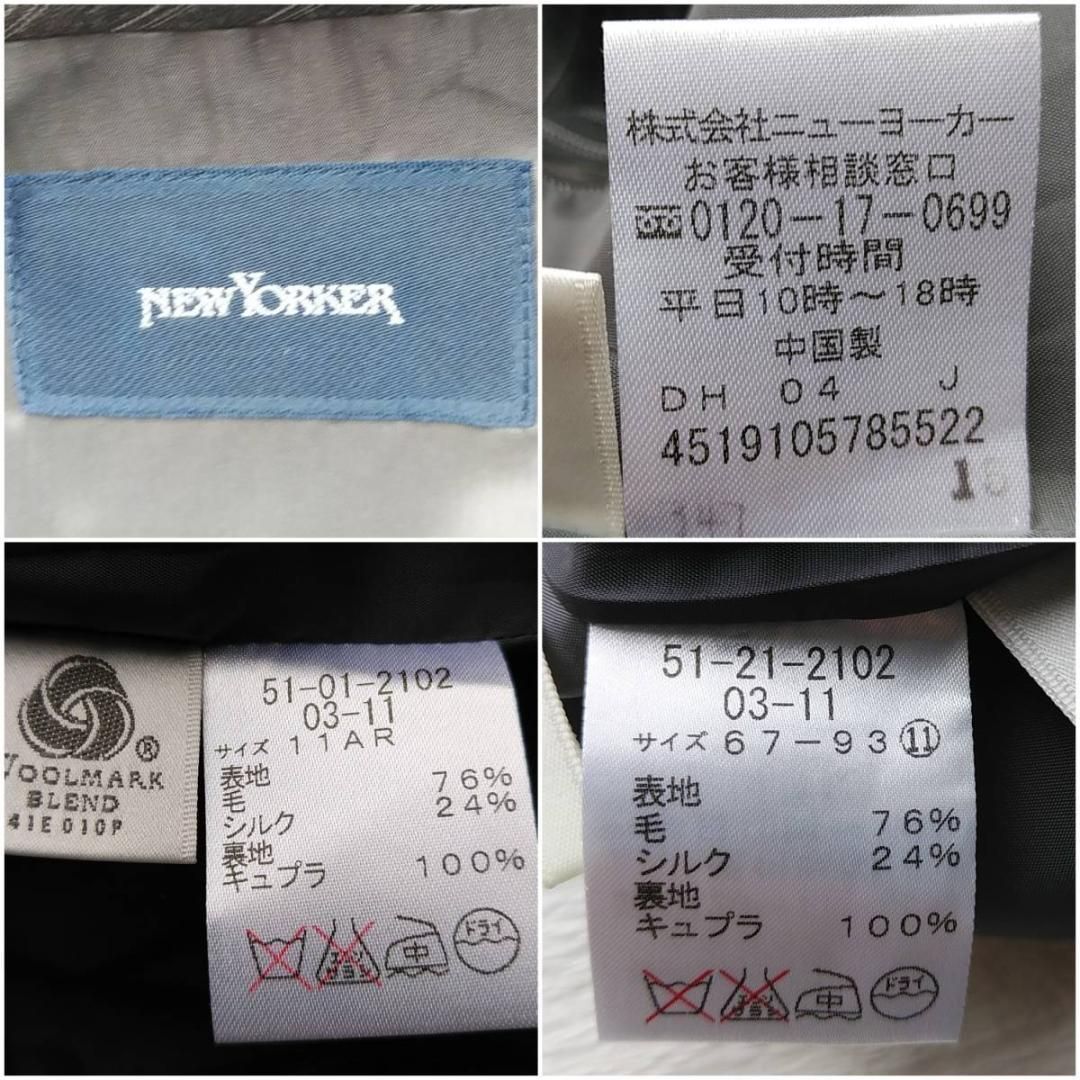 NEWYORKER
株式会社ニューヨーカー
お客様相談窓口
0120-17-0699
受付時間
平日10時～18時
中国製
DH 04 J
4519105785522
WOOLMARK
BLEND
41E010P
®
51-01-2102
03-11
サイズ 11AR
表地
毛 76%
シルク 24%
裏地
キュプラ 100%
中
ドライ
51-21-2102
03-11
サイズ 67-93⑪
表地
毛 76%
シルク 24%
裏地
キュプラ 100%
中
ドライ